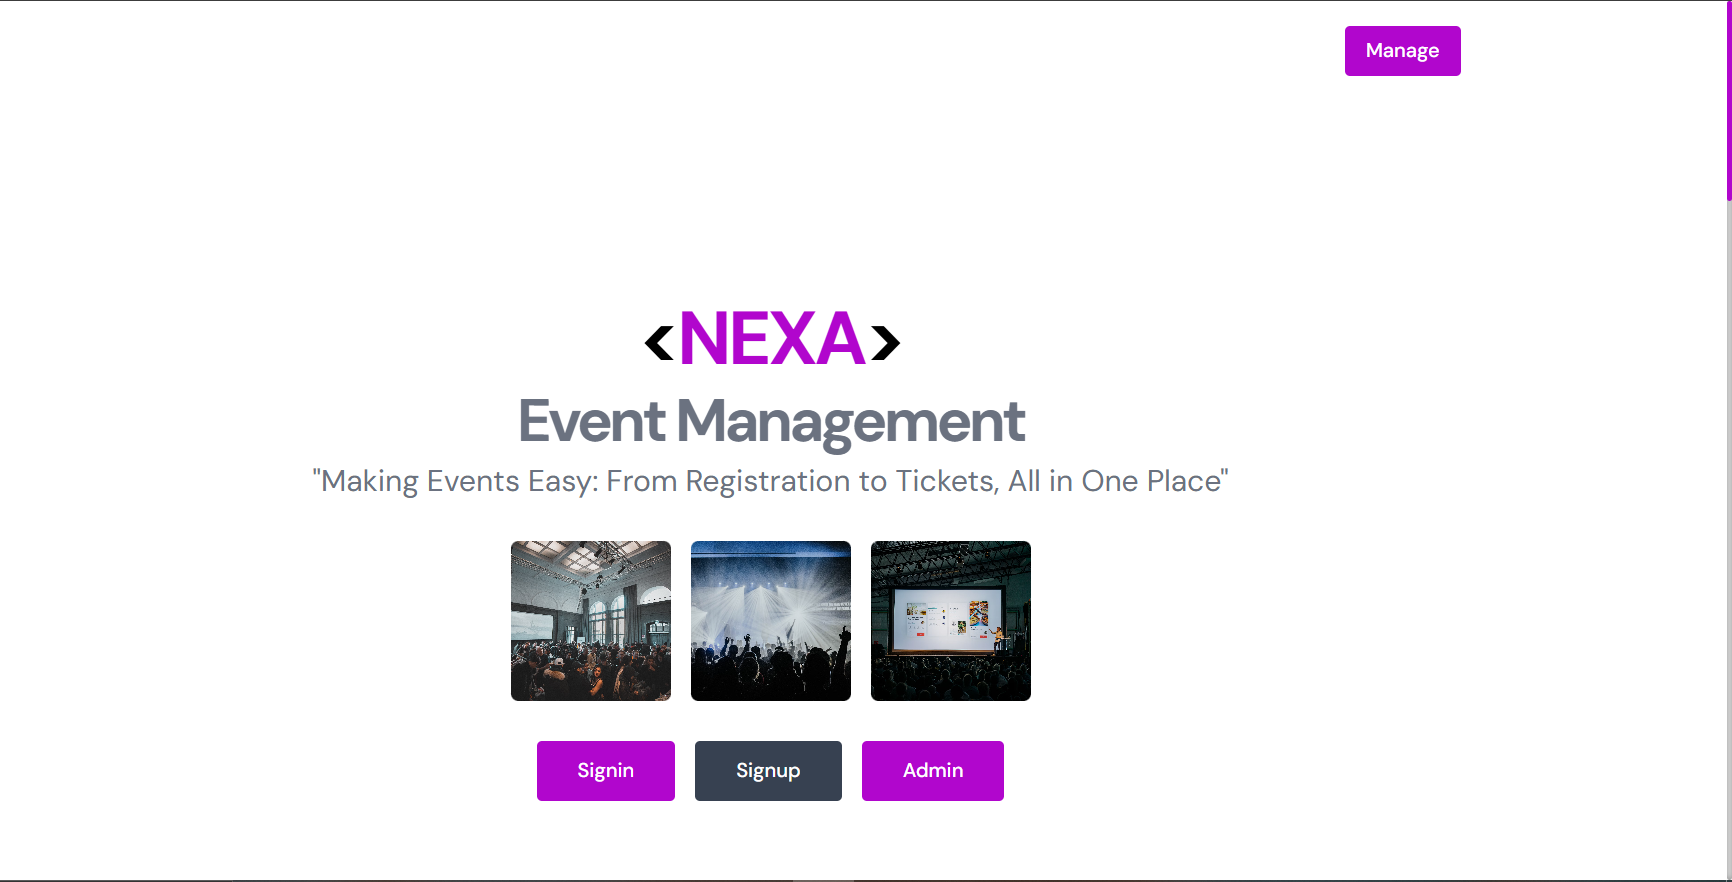 Manage
<NEXA>
Event Management
"Making Events Easy: From Registration to Tickets, All in One Place"
Signin Signup Admin